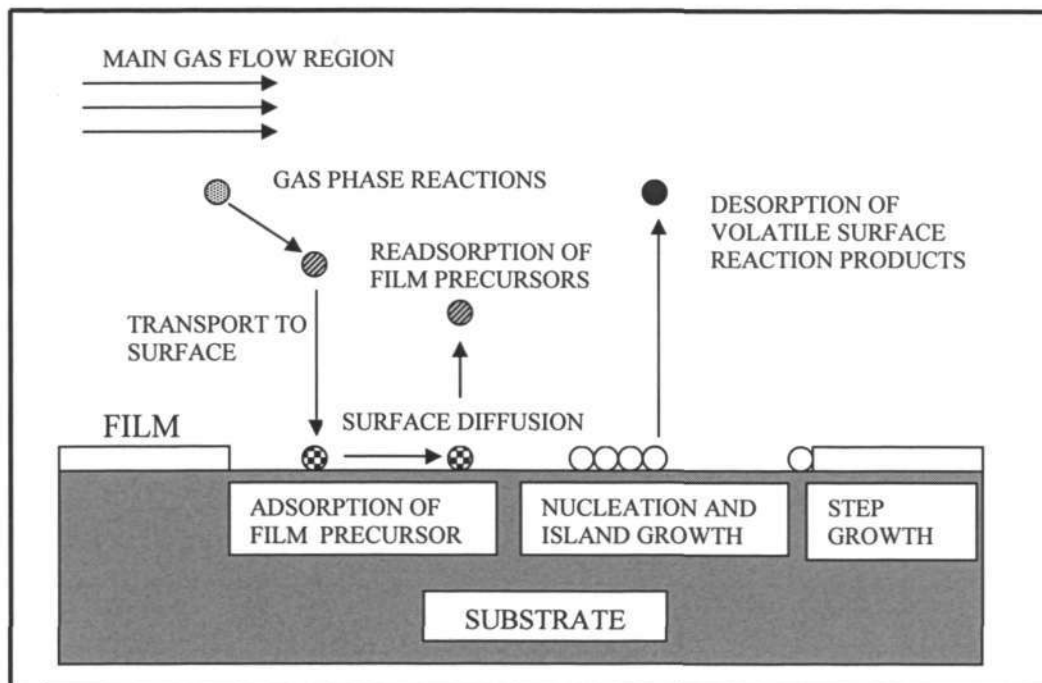 MAIN GAS FLOW REGION
GAS PHASE REACTIONS
DESORPTION OF
VOLATILE SURFACE
REACTION PRODUCTS
READSORPTION OF
FILM PRECURSORS
TRANSPORT TO
SURFACE
FILM
SURFACE DIFFUSION
ADSORPTION OF
FILM PRECURSOR
NUCLEATION AND
ISLAND GROWTH
STEP
GROWTH
SUBSTRATE